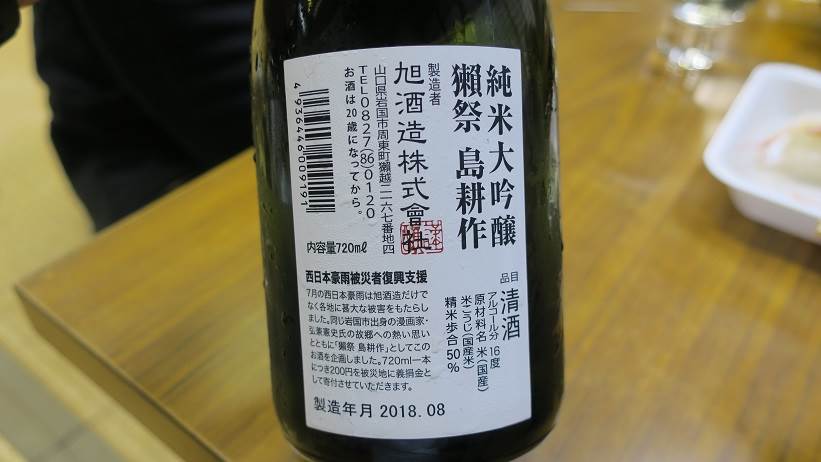 純米大吟醸
獺祭 島耕作
製造者
旭酒造株式會社
山口県岩国市周東町獺越二一六七番地四
TEL0827(86)0120
お酒は20歳になってから。
4936446009191
内容量720mℓ
品目
清酒
アルコール分 16度
原材料名 米(国産)
米こうじ(国産米)
精米歩合50%
西日本豪雨被災者復興支援
7月の西日本豪雨は旭酒造だけで
なく各地に甚大な被害をもたらし
ました。同じ岩国市出身の漫画家・
弘兼憲史氏の故郷への熱い思い
とともに「獺祭 島耕作」としてこの
お酒を企画しました。720ml一本
につき200円を被災地に義捐金と
して寄付させていただきます。
製造年月 2018.08